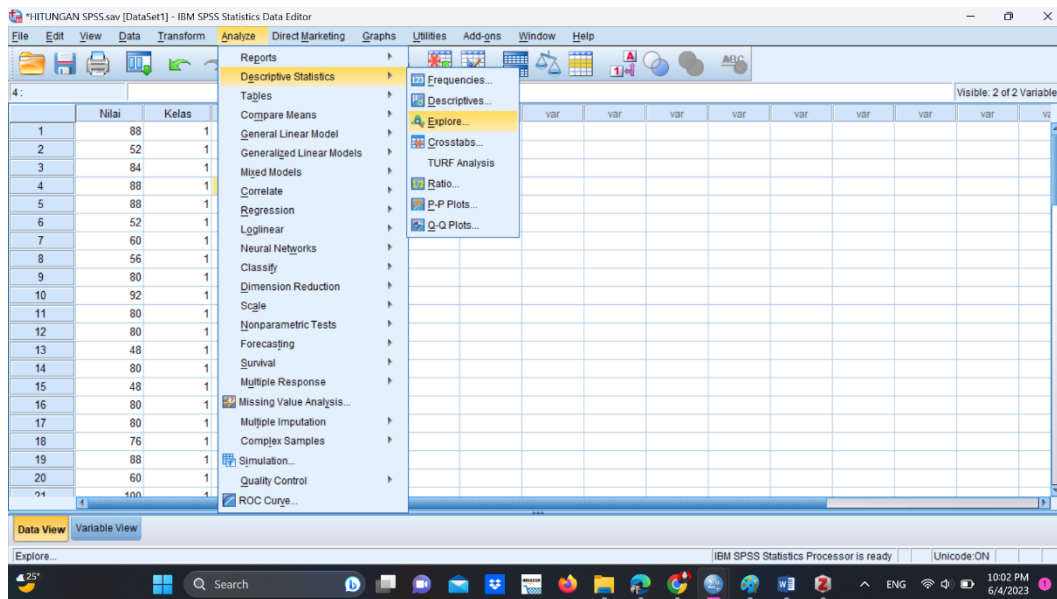 *HITUNGAN SPSS.sav [DataSet1] - IBM SPSS Statistics Data Editor
File Edit View Data Transform Analyze Direct Marketing Graphs Utilities Add-ons Window Help
4 :
Visible: 2 of 2 Variable
Nilai Kelas var var var var var var var va
1 88 1
2 52 1
3 84 1
4 88 1
5 88 1
6 52 1
7 60 1
8 56 1
9 80 1
10 92 1
11 80 1
12 80 1
13 48 1
14 80 1
15 48 1
16 80 1
17 80 1
18 76 1
19 88 1
20 60 1
21 100 1
Reports
Descriptive Statistics
Tables
Compare Means
General Linear Model
Generalized Linear Models
Mixed Models
Correlate
Regression
Loglinear
Neural Networks
Classify
Dimension Reduction
Scale
Nonparametric Tests
Forecasting
Survival
Multiple Response
Missing Value Analysis...
Multiple Imputation
Complex Samples
Simulation...
Quality Control
ROC Curve...
Frequencies...
Descriptives...
Explore...
Crosstabs...
TURF Analysis
Ratio...
P-P Plots...
Q-Q Plots...
Data View Variable View
Explore...
IBM SPSS Statistics Processor is ready
Unicode:ON
25°
Search
ENG
10:02 PM
6/4/2023
1